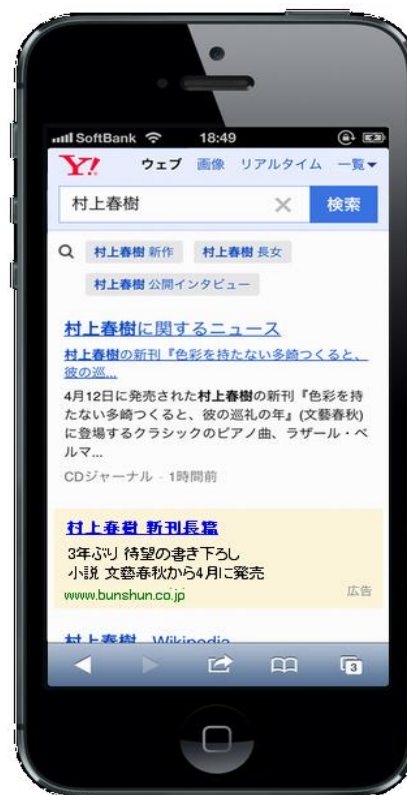 SoftBank 18:49
Y! ウェブ 画像 リアルタイム 一覧
村上春樹 検索
村上春樹 新作 村上春樹 長女
村上春樹 公開インタビュー
村上春樹に関するニュース
村上春樹の新刊『色彩を持たない多崎つくると、
彼の巡...
4月12日に発売された村上春樹の新刊『色彩を持
たない多崎つくると、彼の巡礼の年』(文藝春秋)
に登場するクラシックのピアノ曲、ラザール・ベ
ルマ...
CDジャーナル - 1時間前
村上春樹 新刊長篇
3年ぶり 待望の書き下ろし
小説 文藝春秋から4月に発売
www.bunshun.co.jp 広告
村上春樹 - Wikipedia
3